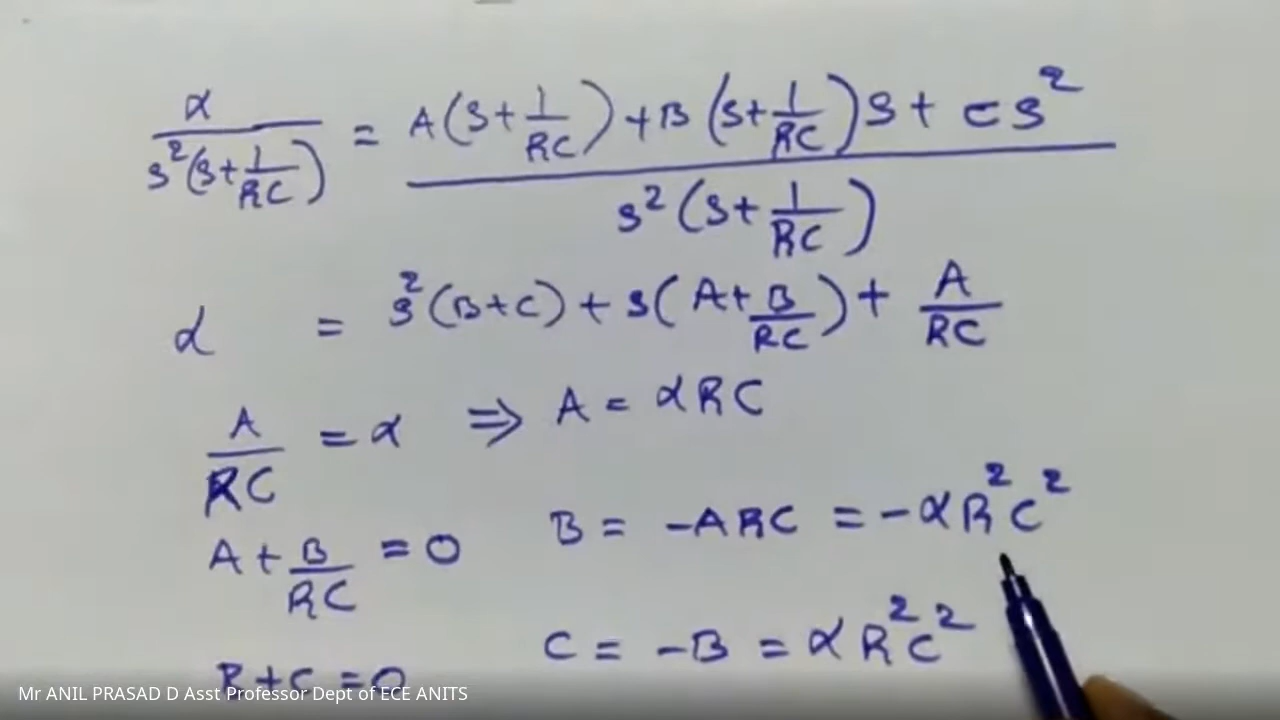 α/(s²(s+1/RC)) = (A(s+1/RC)+B(s+1/RC)s+cs²)/(s²(s+1/RC))
α = s²(B+C)+s(A+B/RC)+A/RC
A/RC = α ⇒ A = αRC
A+B/RC = 0 B = -ARC = -αR²C²
B+C = 0 C = -B = αR²C²
Mr ANIL PRASAD D Asst Professor Dept of ECE ANITS